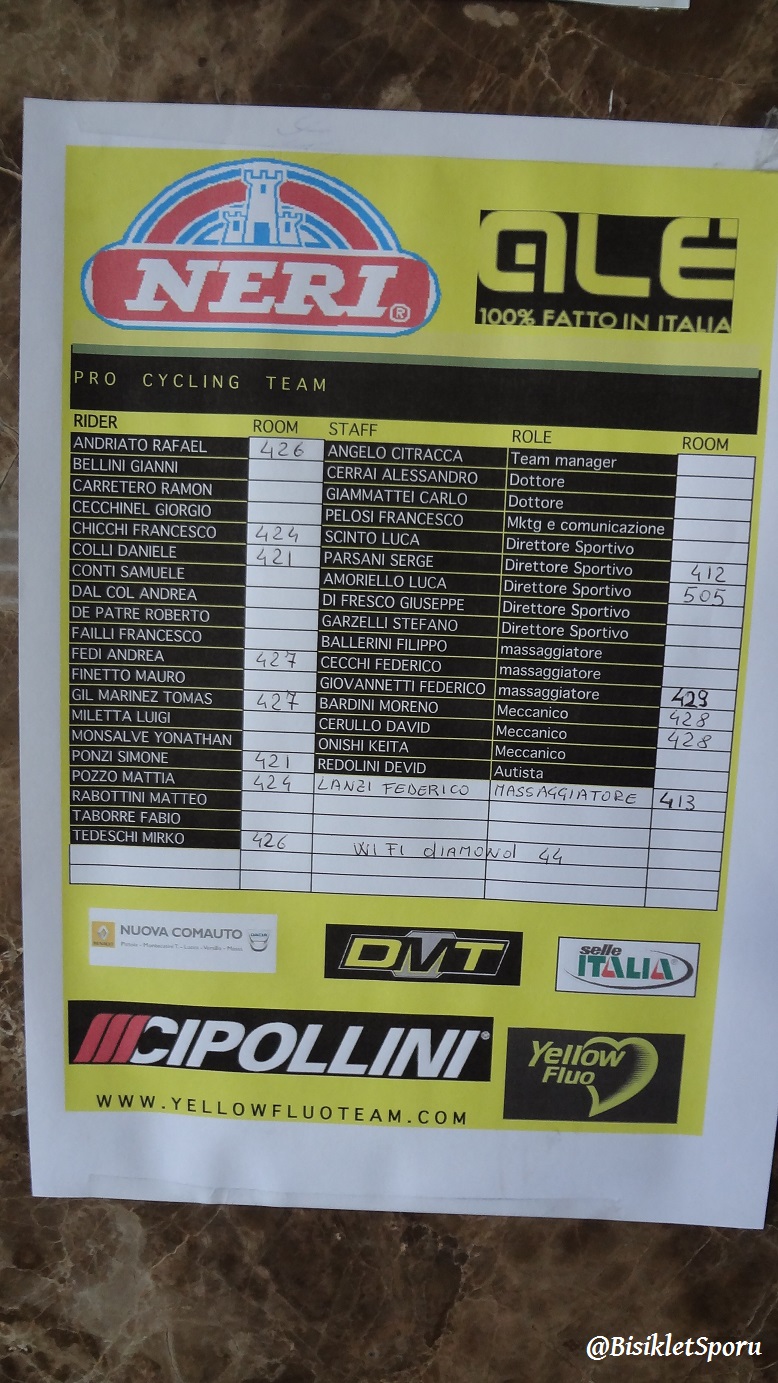 NERI®
aLÉ
100% FATTO IN ITALIA
PRO CYCLING TEAM
RIDER ROOM STAFF ROLE ROOM
ANDRIATO RAFAEL 426 ANGELO CITRACCA Team manager
BELLINI GIANNI CERRAI ALESSANDRO Dottore
CARRETERO RAMON GIAMMATTEI CARLO Dottore
CECCHINEL GIORGIO PELOSI FRANCESCO Mktg e comunicazione
CHICCHI FRANCESCO 424 SCINTO LUCA Direttore Sportivo
COLLI DANIELE 421 PARSANI SERGE Direttore Sportivo 412
CONTI SAMUELE AMORIELLO LUCA Direttore Sportivo 505
DAL COL ANDREA DI FRESCO GIUSEPPE Direttore Sportivo
DE PATRE ROBERTO GARZELLI STEFANO Direttore Sportivo
FAILLI FRANCESCO BALLERINI FILIPPO massaggiatore
FEDI ANDREA 427 CECCHI FEDERICO massaggiatore
FINETTO MAURO GIOVANNETTI FEDERICO massaggiatore 429
GIL MARINEZ TOMAS 427 BARDINI MORENO Meccanico 428
MILETTA LUIGI CERULLO DAVID Meccanico 428
MONSALVE YONATHAN ONISHI KEITA Meccanico
PONZI SIMONE 421 REDOLINI DEVID Autista
POZZO MATTIA 424 LANZI FEDERICO MASSAGGIATORE 413
RABOTTINI MATTEO
TABORRE FABIO
TEDESCHI MIRKO 426 WI FI diamond 44
NUOVA COMAUTO
DMT
selle ITALIA
CIPOLLINI®
Yellow Fluo
WWW.YELLOWFLUOTEAM.COM
@BisikletSporu